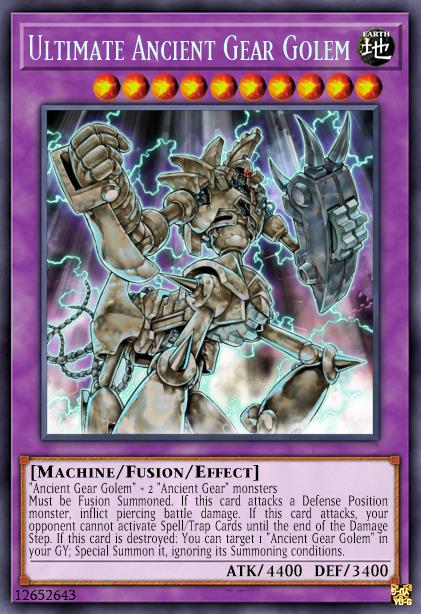 ULTIMATE ANCIENT GEAR GOLEM
EARTH
地
[MACHINE/FUSION/EFFECT]
"Ancient Gear Golem" + 2 "Ancient Gear" monsters
Must be Fusion Summoned. If this card attacks a Defense Position
monster, inflict piercing battle damage. If this card attacks, your
opponent cannot activate Spell/Trap Cards until the end of the Damage
Step. If this card is destroyed: You can target 1 "Ancient Gear Golem" in
your GY; Special Summon it, ignoring its Summoning conditions.
ATK/4400 DEF/3400
12652643